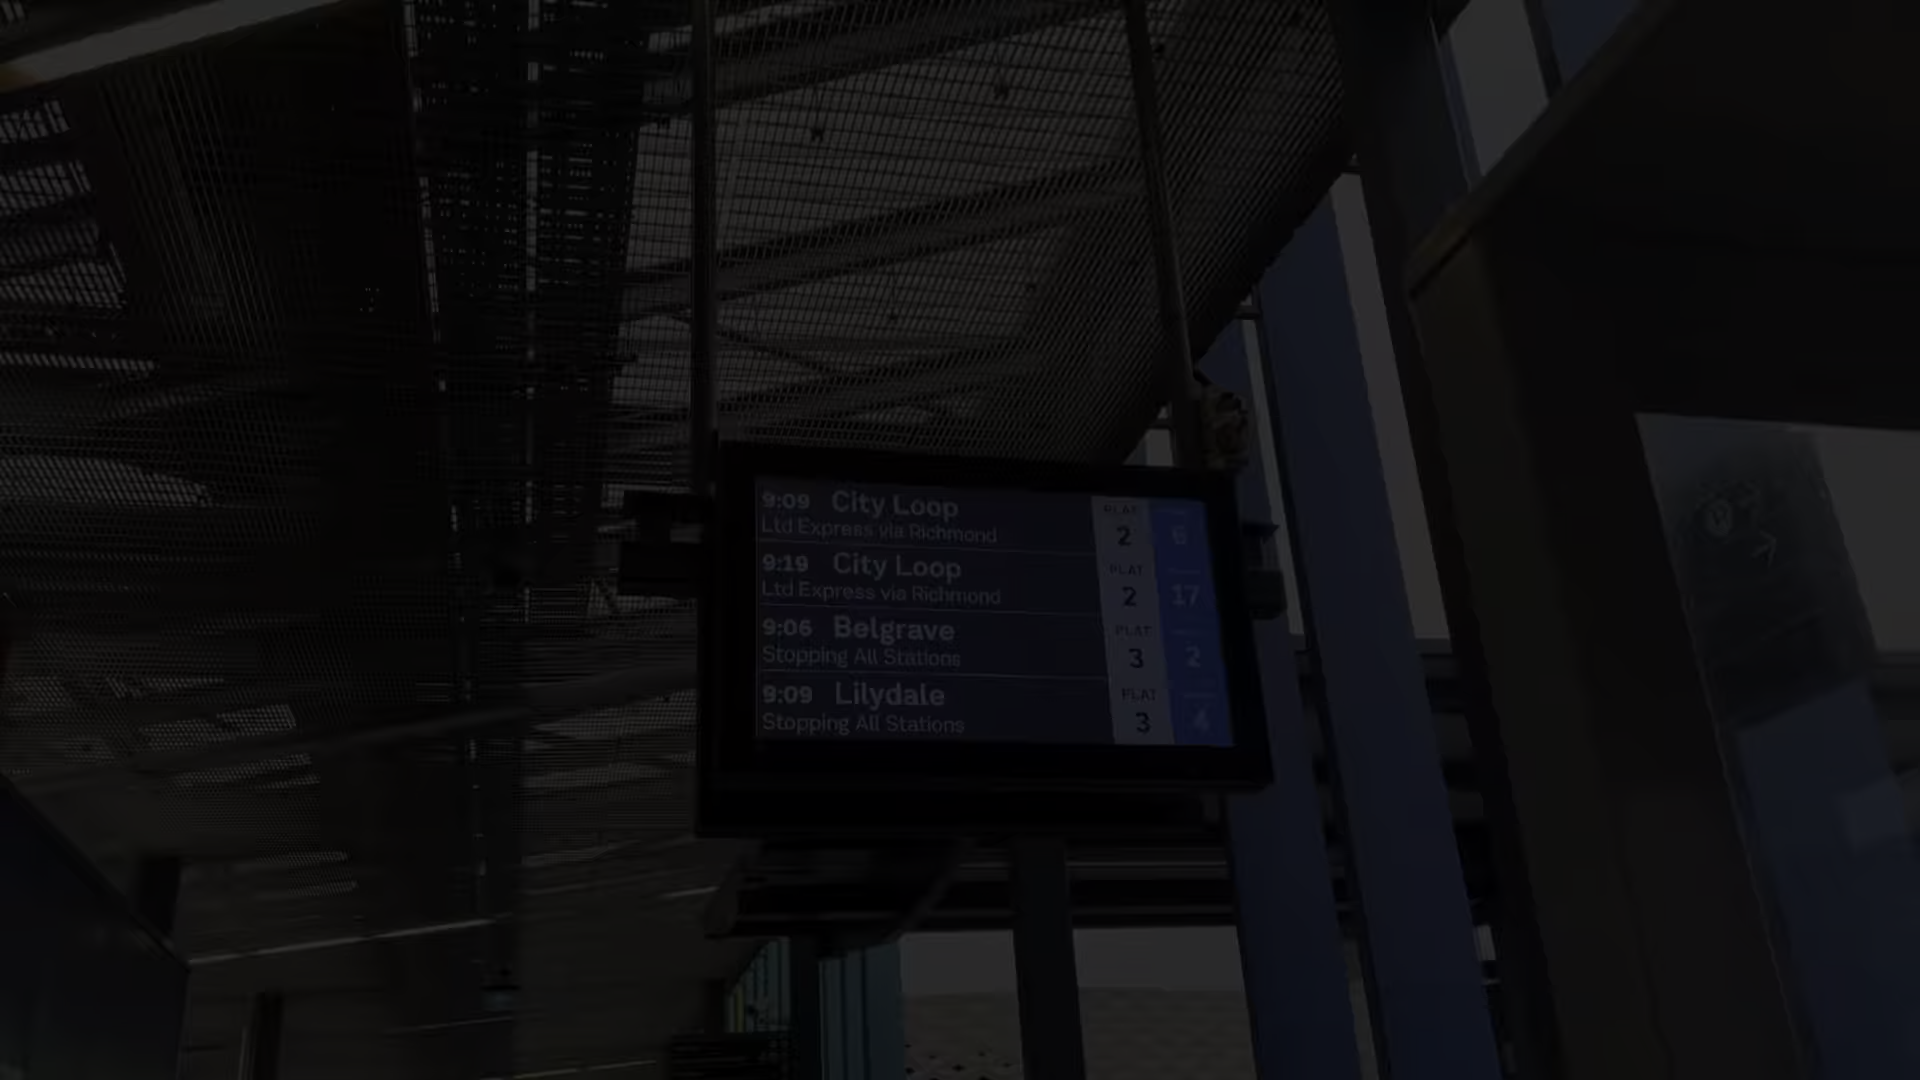 9:09 City Loop
Ltd Express via Richmond
PLAT
2
6
9:19 City Loop
Ltd Express via Richmond
PLAT
2
17
9:06 Belgrave
Stopping All Stations
PLAT
3
2
9:09 Lilydale
Stopping All Stations
PLAT
3
4